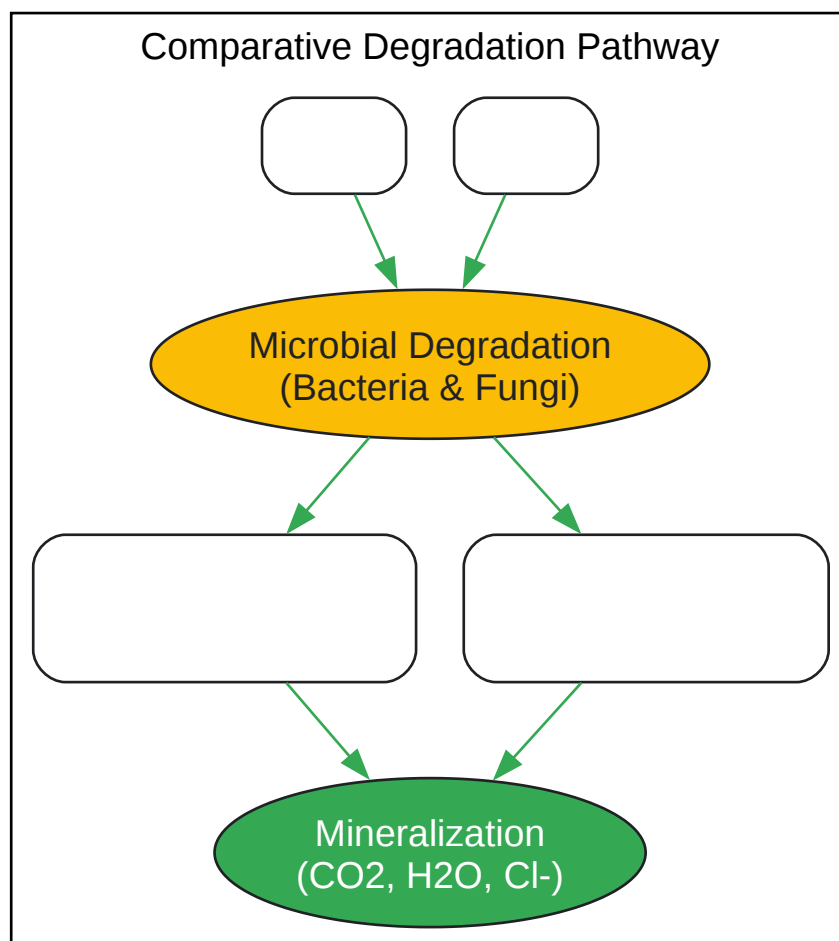 Comparative Degradation Pathway
Microbial Degradation
(Bacteria & Fungi)
Mineralization
(CO2, H2O, Cl-)